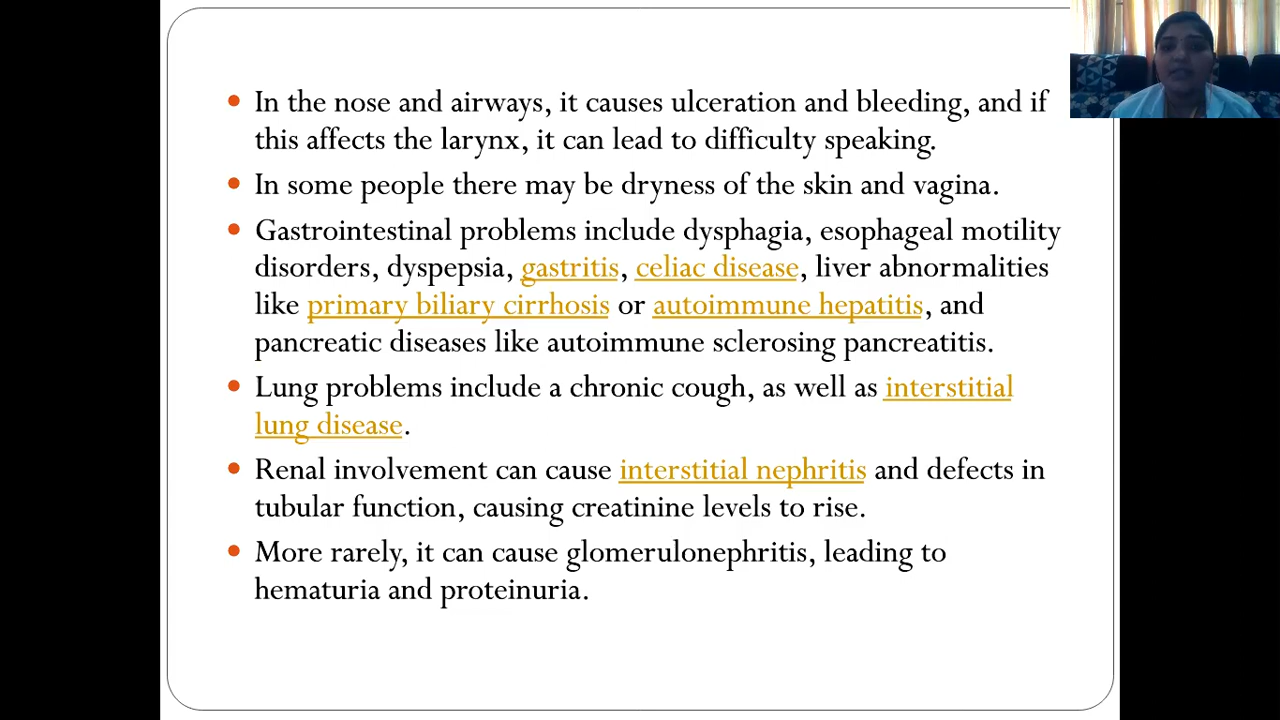 • In the nose and airways, it causes ulceration and bleeding, and if
this affects the larynx, it can lead to difficulty speaking.
• In some people there may be dryness of the skin and vagina.
• Gastrointestinal problems include dysphagia, esophageal motility
disorders, dyspepsia, gastritis, celiac disease, liver abnormalities
like primary biliary cirrhosis or autoimmune hepatitis, and
pancreatic diseases like autoimmune sclerosing pancreatitis.
• Lung problems include a chronic cough, as well as interstitial
lung disease.
• Renal involvement can cause interstitial nephritis and defects in
tubular function, causing creatinine levels to rise.
• More rarely, it can cause glomerulonephritis, leading to
hematuria and proteinuria.